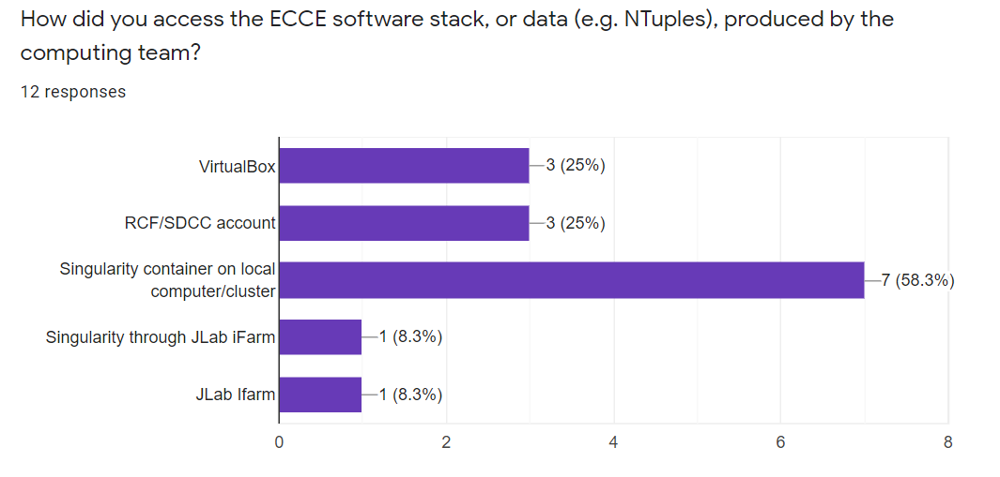 How did you access the ECCE software stack, or data (e.g. NTuples), produced by the
computing team?
12 responses
VirtualBox
3 (25%)
RCF/SDCC account
3 (25%)
Singularity container on local
computer/cluster
7 (58.3%)
Singularity through JLab iFarm
1 (8.3%)
JLab Ifarm
1 (8.3%)
0 2 4 6 8